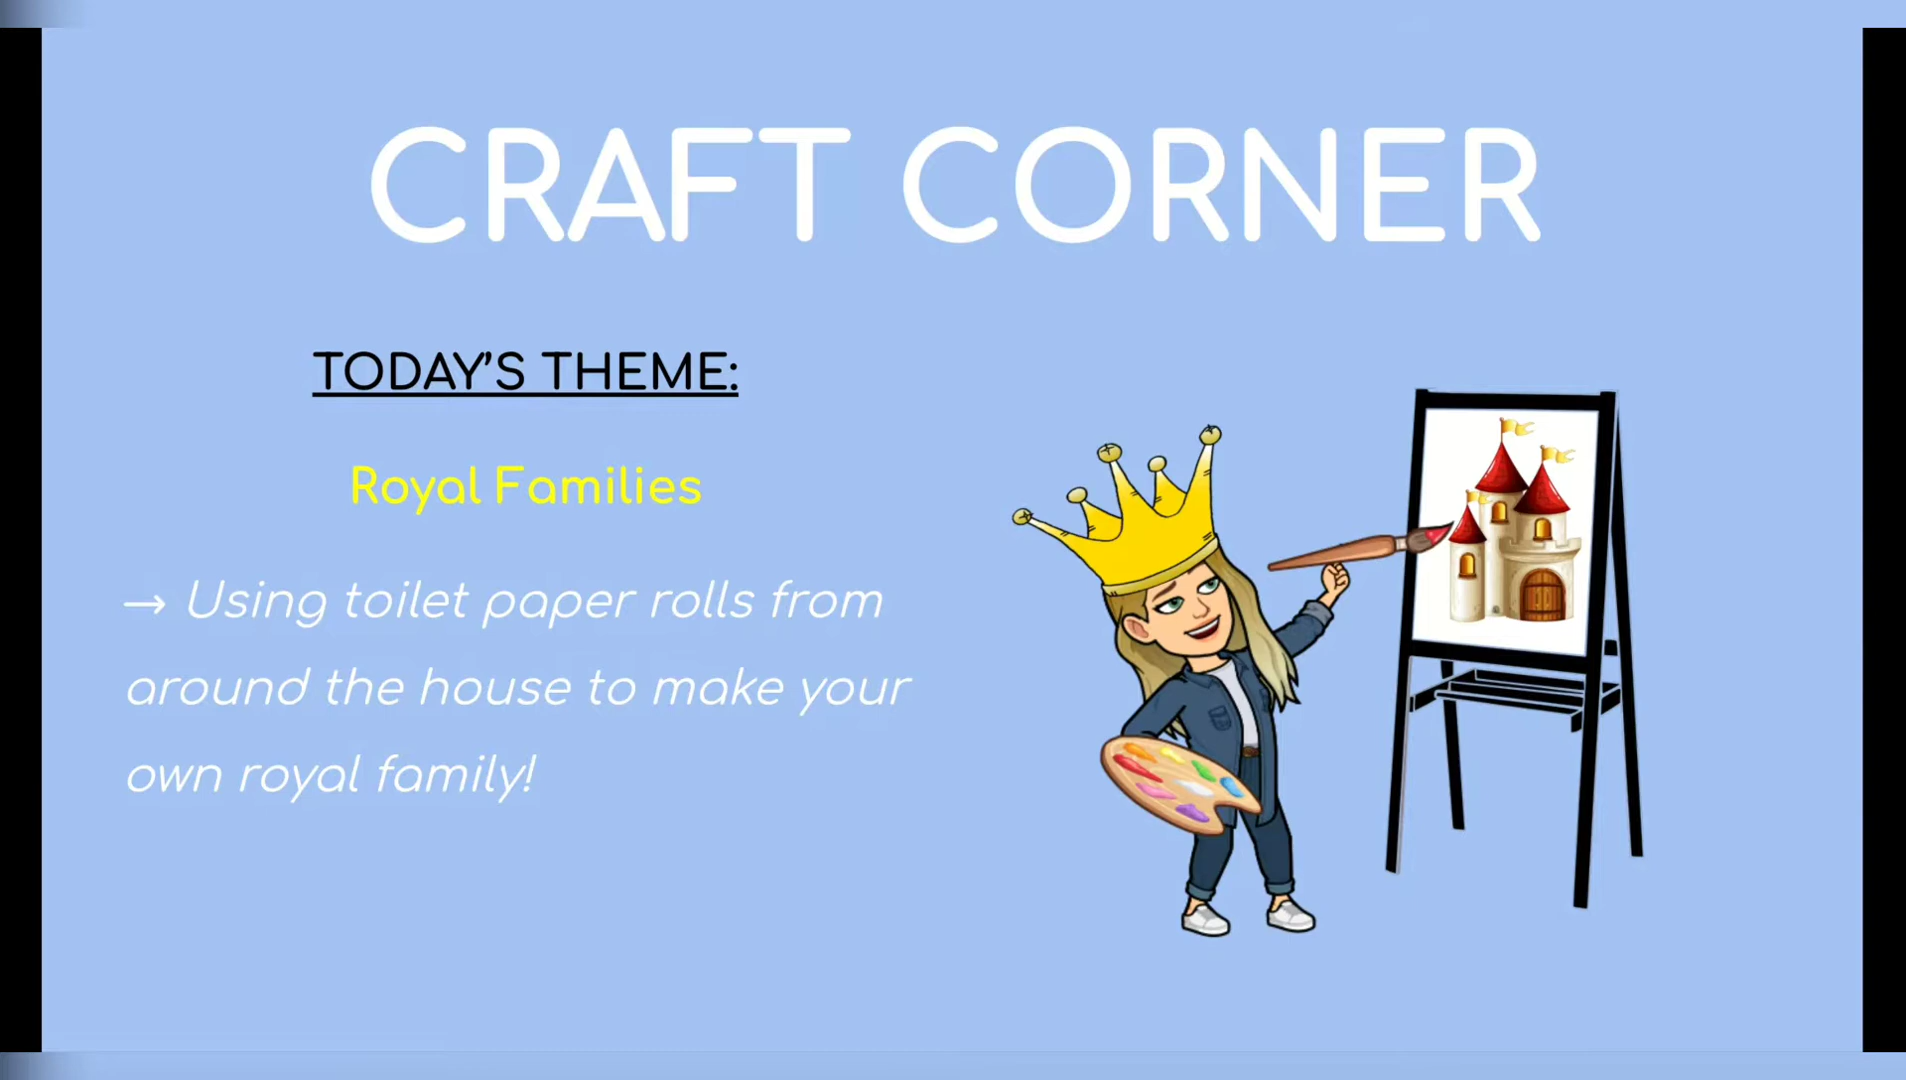 CRAFT CORNER
TODAY’S THEME:
Royal Families
→ Using toilet paper rolls from
around the house to make your
own royal family!